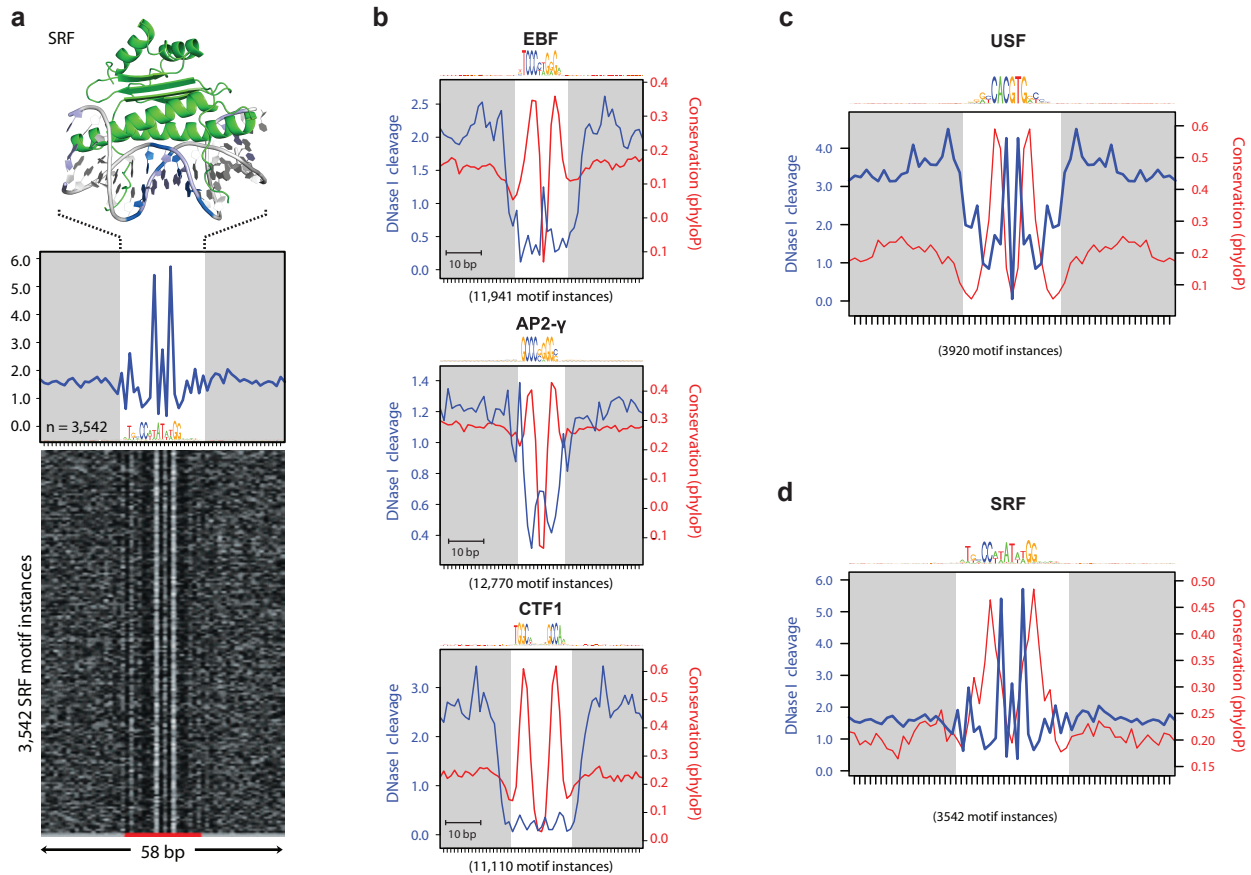 a
SRF
6.0
5.0
4.0
3.0
2.0
1.0
0.0
n = 3,542
3,542 SRF motif instances
58 bp
b
EBF
TCCC
DNase I cleavage
2.5
2.0
1.5
1.0
0.5
0.0
10 bp
0.4
0.3
0.2
0.1
0.0
0.1
Conservation (phyloP)
(11,941 motif instances)
AP2-γ
GCCC GGC
DNase I cleavage
1.4
1.2
1.0
0.8
0.6
0.4
10 bp
0.4
0.3
0.2
0.1
0.0
0.1
Conservation (phyloP)
(12,770 motif instances)
CTF1
TGGCA GCCA
DNase I cleavage
3.0
2.0
1.0
0.0
10 bp
0.6
0.5
0.4
0.3
0.2
0.1
0.0
Conservation (phyloP)
(11,110 motif instances)
c
USF
CACGTG
DNase I cleavage
4.0
3.0
2.0
1.0
0.0
0.6
0.5
0.4
0.3
0.2
0.1
Conservation (phyloP)
(3920 motif instances)
d
SRF
CCATATATGG
DNase I cleavage
6.0
5.0
4.0
3.0
2.0
1.0
0.0
0.50
0.45
0.40
0.35
0.30
0.25
0.20
0.15
Conservation (phyloP)
(3542 motif instances)